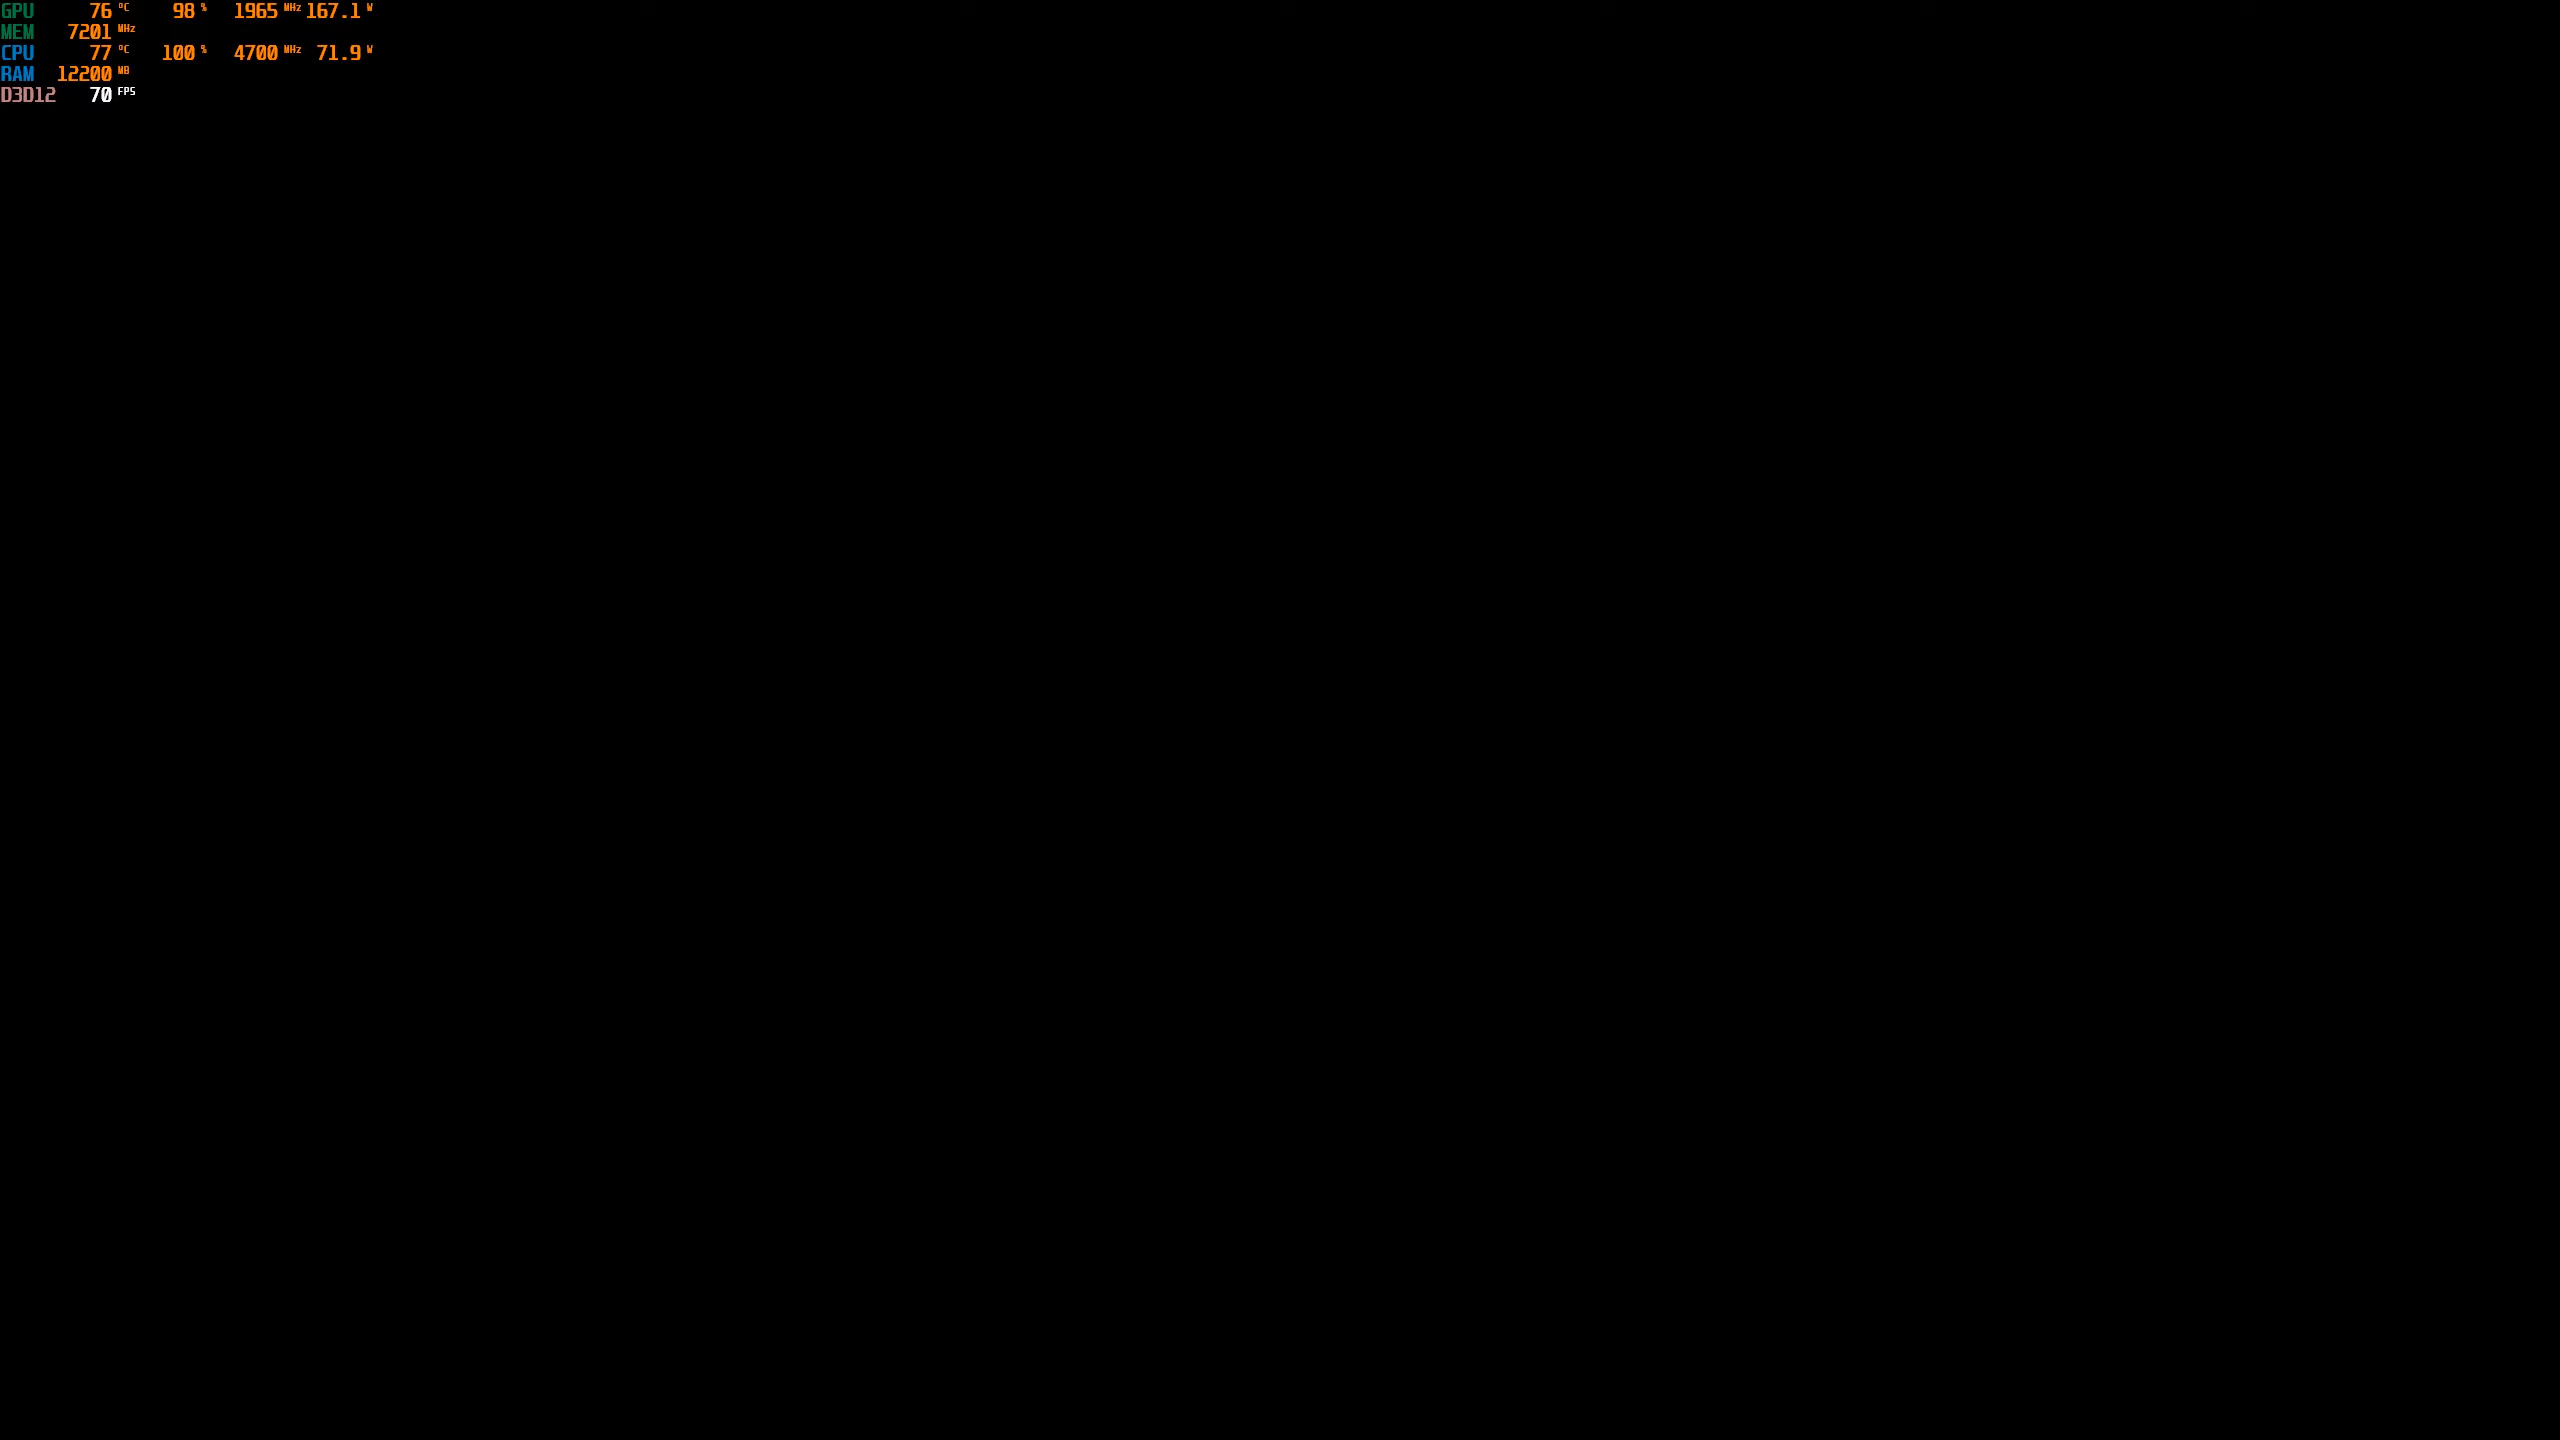 GPU 76 °C 98 % 1965 MHz 167.1 W
MEM 7201 MHz
CPU 77 °C 100 % 4700 MHz 71.9 W
RAM 12200 MB
D3D12 70 FPS